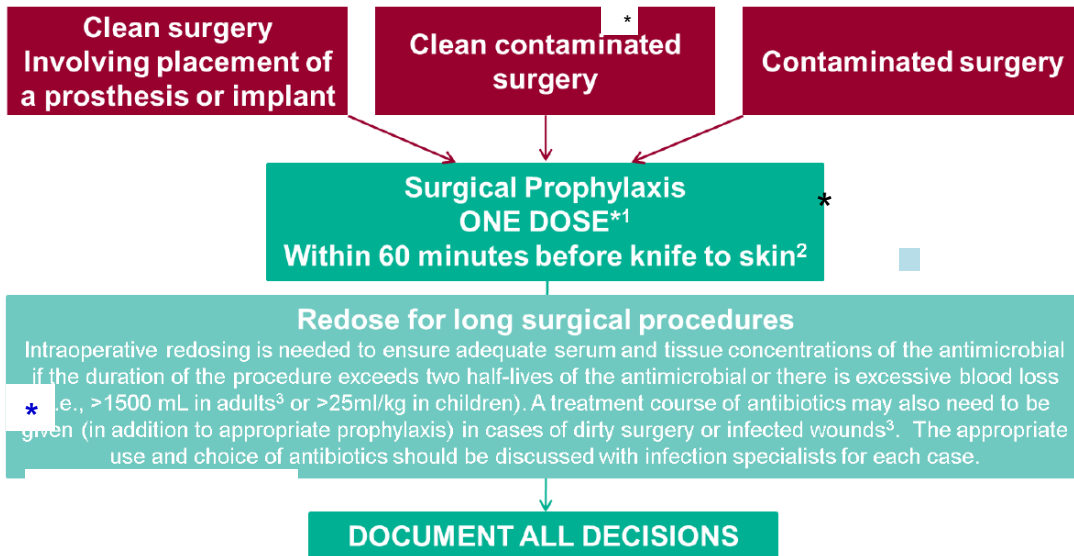 Clean surgery
Involving placement of
a prosthesis or implant
*
Clean contaminated
surgery
Contaminated surgery
Surgical Prophylaxis
ONE DOSE*1
Within 60 minutes before knife to skin2
*
Redose for long surgical procedures
Intraoperative redosing is needed to ensure adequate serum and tissue concentrations of the antimicrobial
if the duration of the procedure exceeds two half-lives of the antimicrobial or there is excessive blood loss
* .e., >1500 mL in adults3 or >25ml/kg in children). A treatment course of antibiotics may also need to be
given (in addition to appropriate prophylaxis) in cases of dirty surgery or infected wounds3. The appropriate
use and choice of antibiotics should be discussed with infection specialists for each case.
DOCUMENT ALL DECISIONS